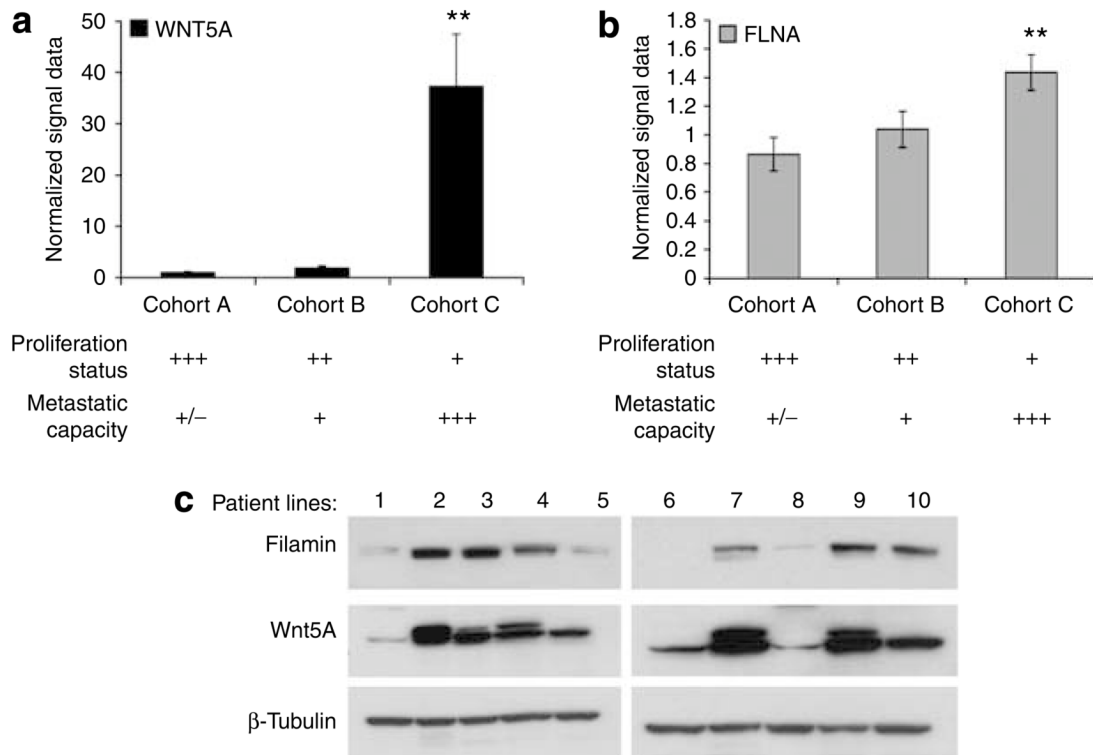 a
WNT5A
**
Normalized signal data
50
40
30
20
10
0
Cohort A Cohort B Cohort C
Proliferation status +++ ++ +
Metastatic capacity +/− + +++
b
FLNA
**
Normalized signal data
1.8
1.6
1.4
1.2
1
0.8
0.6
0.4
0.2
0
Cohort A Cohort B Cohort C
Proliferation status +++ ++ +
Metastatic capacity +/− + +++
c Patient lines: 1 2 3 4 5 6 7 8 9 10
Filamin
Wnt5A
β-Tubulin